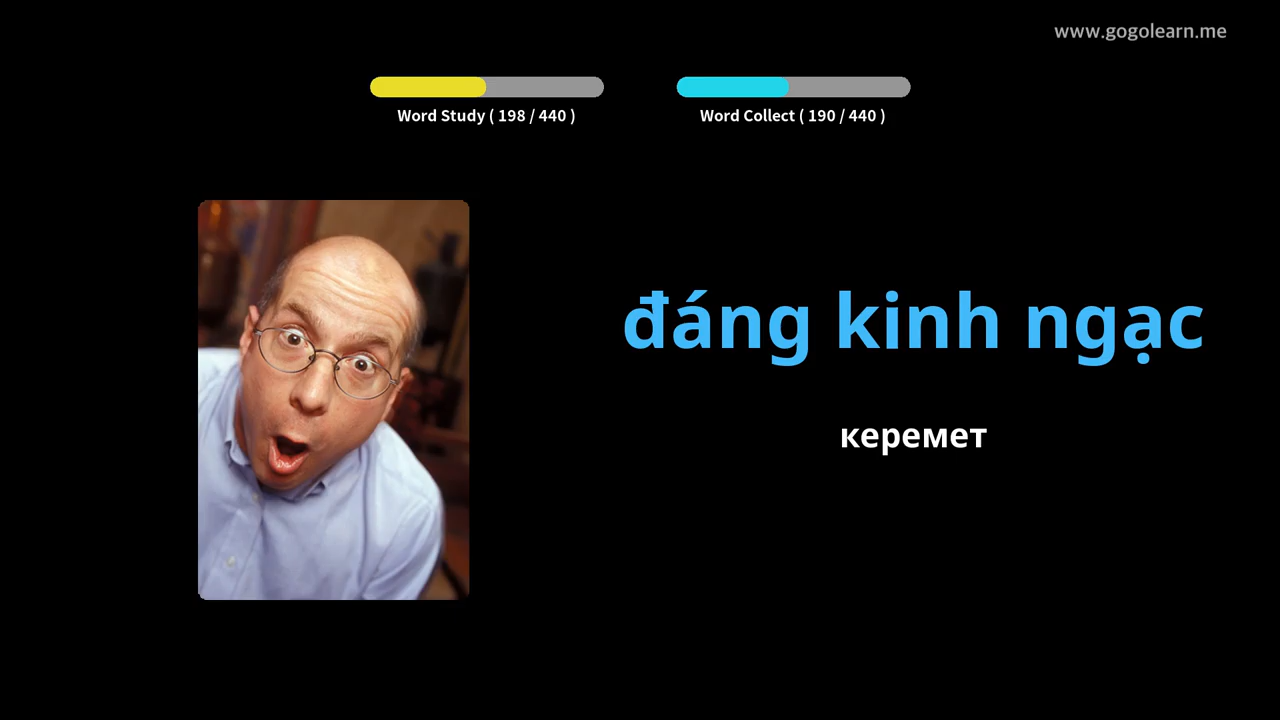 www.gogolearn.me
Word Study ( 198 / 440 )
Word Collect ( 190 / 440 )
đáng kinh ngạc
керемет